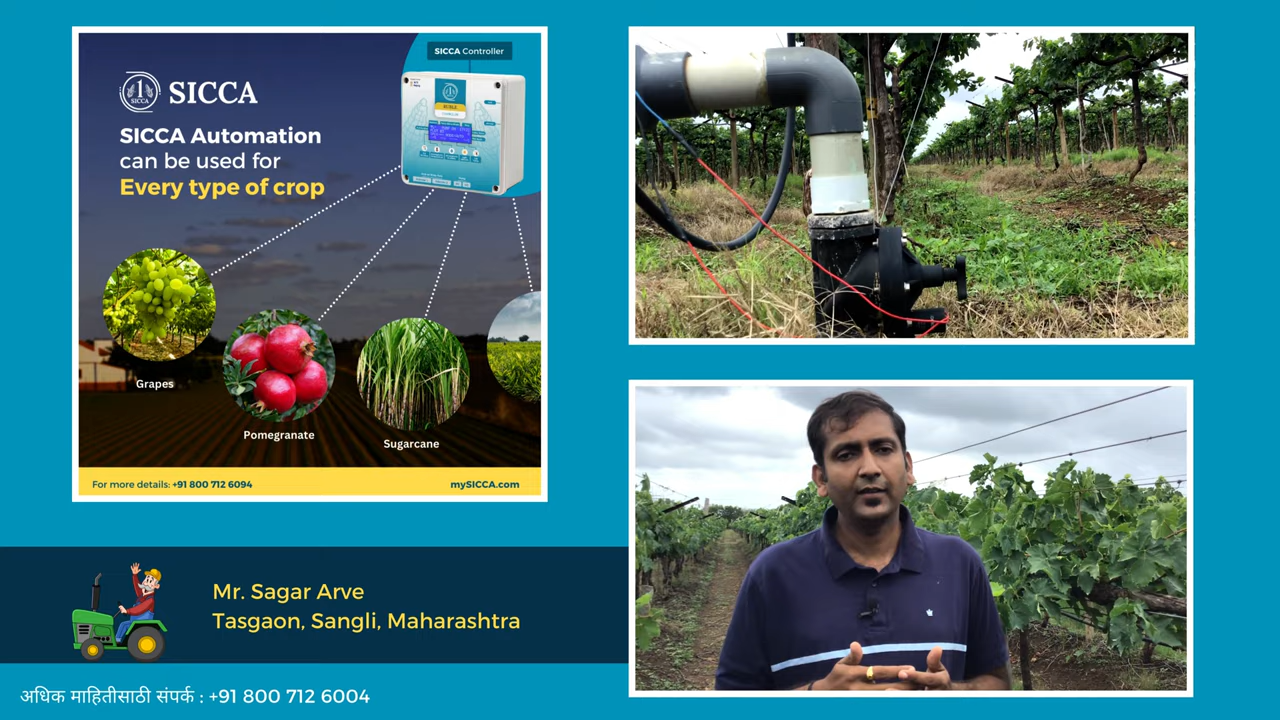 SICCA Controller
SICCA
SICCA
SICCA Automation
can be used for
Every type of crop
Grapes
Pomegranate
Sugarcane
For more details: +91 800 712 6094
mySICCA.com
Mr. Sagar Arve
Tasgaon, Sangli, Maharashtra
अधिक माहितीसाठी संपर्क : +91 800 712 6004